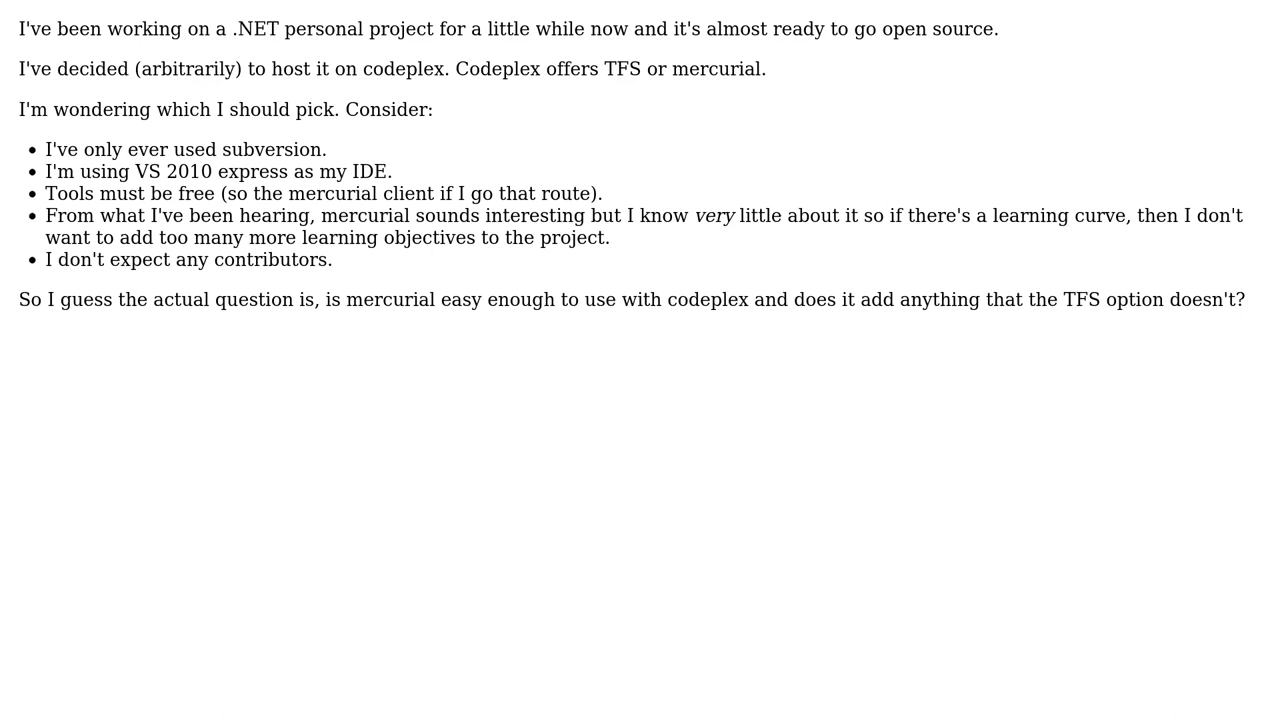 I've been working on a .NET personal project for a little while now and it's almost ready to go open source.
I've decided (arbitrarily) to host it on codeplex. Codeplex offers TFS or mercurial.
I'm wondering which I should pick. Consider:
• I've only ever used subversion.
• I'm using VS 2010 express as my IDE.
• Tools must be free (so the mercurial client if I go that route).
• From what I've been hearing, mercurial sounds interesting but I know very little about it so if there's a learning curve, then I don't
want to add too many more learning objectives to the project.
• I don't expect any contributors.
So I guess the actual question is, is mercurial easy enough to use with codeplex and does it add anything that the TFS option doesn't?